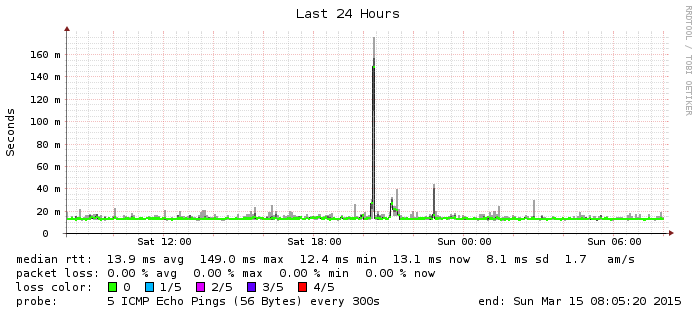 Last 24 Hours
RRDTOOL / TOBI OETIKER
Seconds
160 m
140 m
120 m
100 m
80 m
60 m
40 m
20 m
0
Sat 12:00 Sat 18:00 Sun 00:00 Sun 06:00
median rtt: 13.9 ms avg 149.0 ms max 12.4 ms min 13.1 ms now 8.1 ms sd 1.7 am/s
packet loss: 0.00 % avg 0.00 % max 0.00 % min 0.00 % now
loss color: 0 1/5 2/5 3/5 4/5
probe: 5 ICMP Echo Pings (56 Bytes) every 300s end: Sun Mar 15 08:05:20 2015